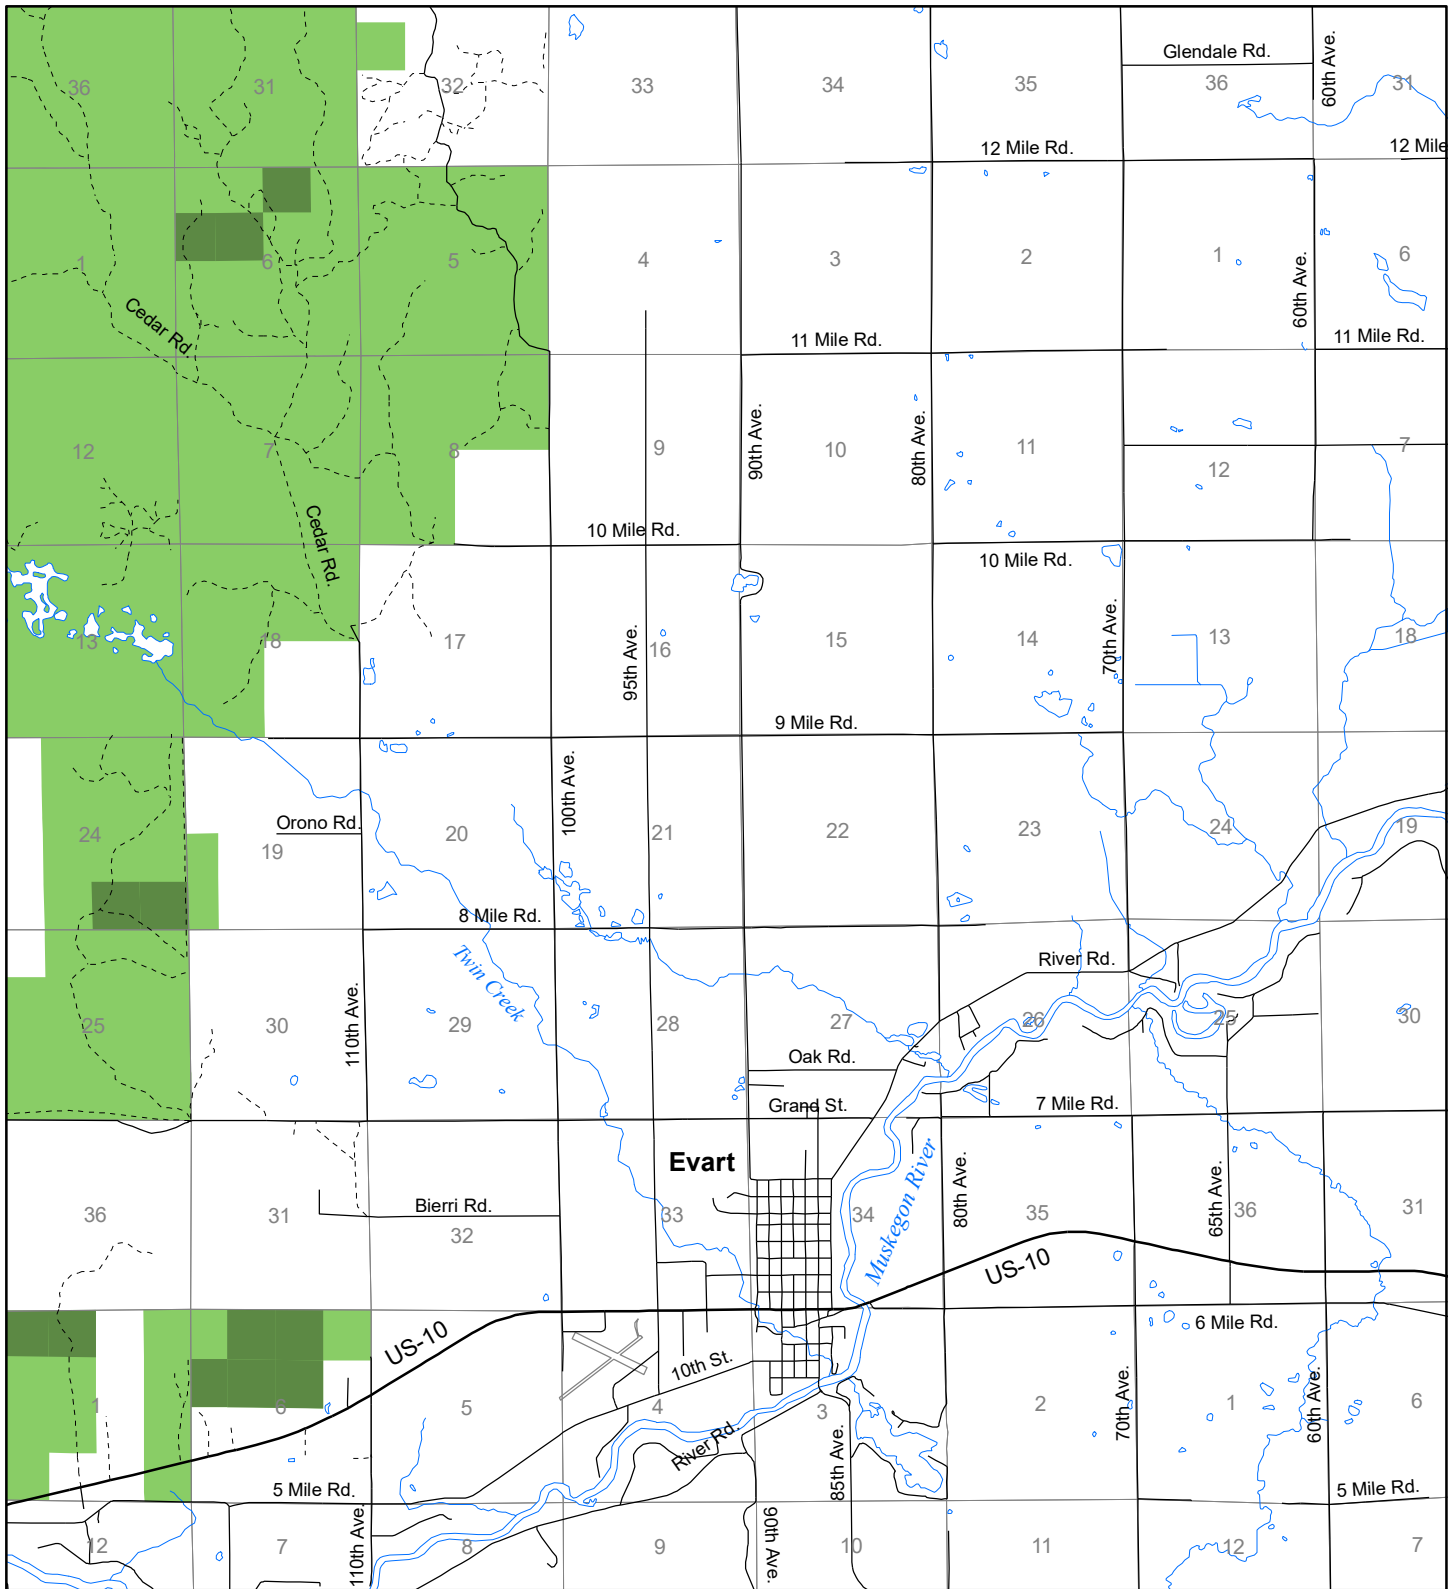 Glendale Rd.
60th Ave.
36
31
32
33
34
35
36
31
12 Mile Rd.
12 Mile
1
6
5
4
3
2
1
60th Ave.
6
Cedar Rd.
11 Mile Rd.
11 Mile Rd.
12
7
8
9
90th Ave.
10
80th Ave.
11
12
7
Cedar Rd.
10 Mile Rd.
10 Mile Rd.
13
18
17
95th Ave.
16
15
14
70th Ave.
13
18
9 Mile Rd.
24
Orono Rd.
19
20
100th Ave.
21
22
23
24
19
8 Mile Rd.
Twin Creek
River Rd.
25
30
110th Ave.
29
28
27
26
25
30
Oak Rd.
Grand St.
7 Mile Rd.
Evart
Muskegon River
80th Ave.
65th Ave.
36
31
Bierri Rd.
32
33
34
35
36
31
US-10
US-10
6 Mile Rd.
10th St.
1
6
5
4
3
2
70th Ave.
1
60th Ave.
6
River Rd.
85th Ave.
5 Mile Rd.
5 Mile Rd.
12
7
110th Ave.
8
9
90th Ave.
10
11
12
7